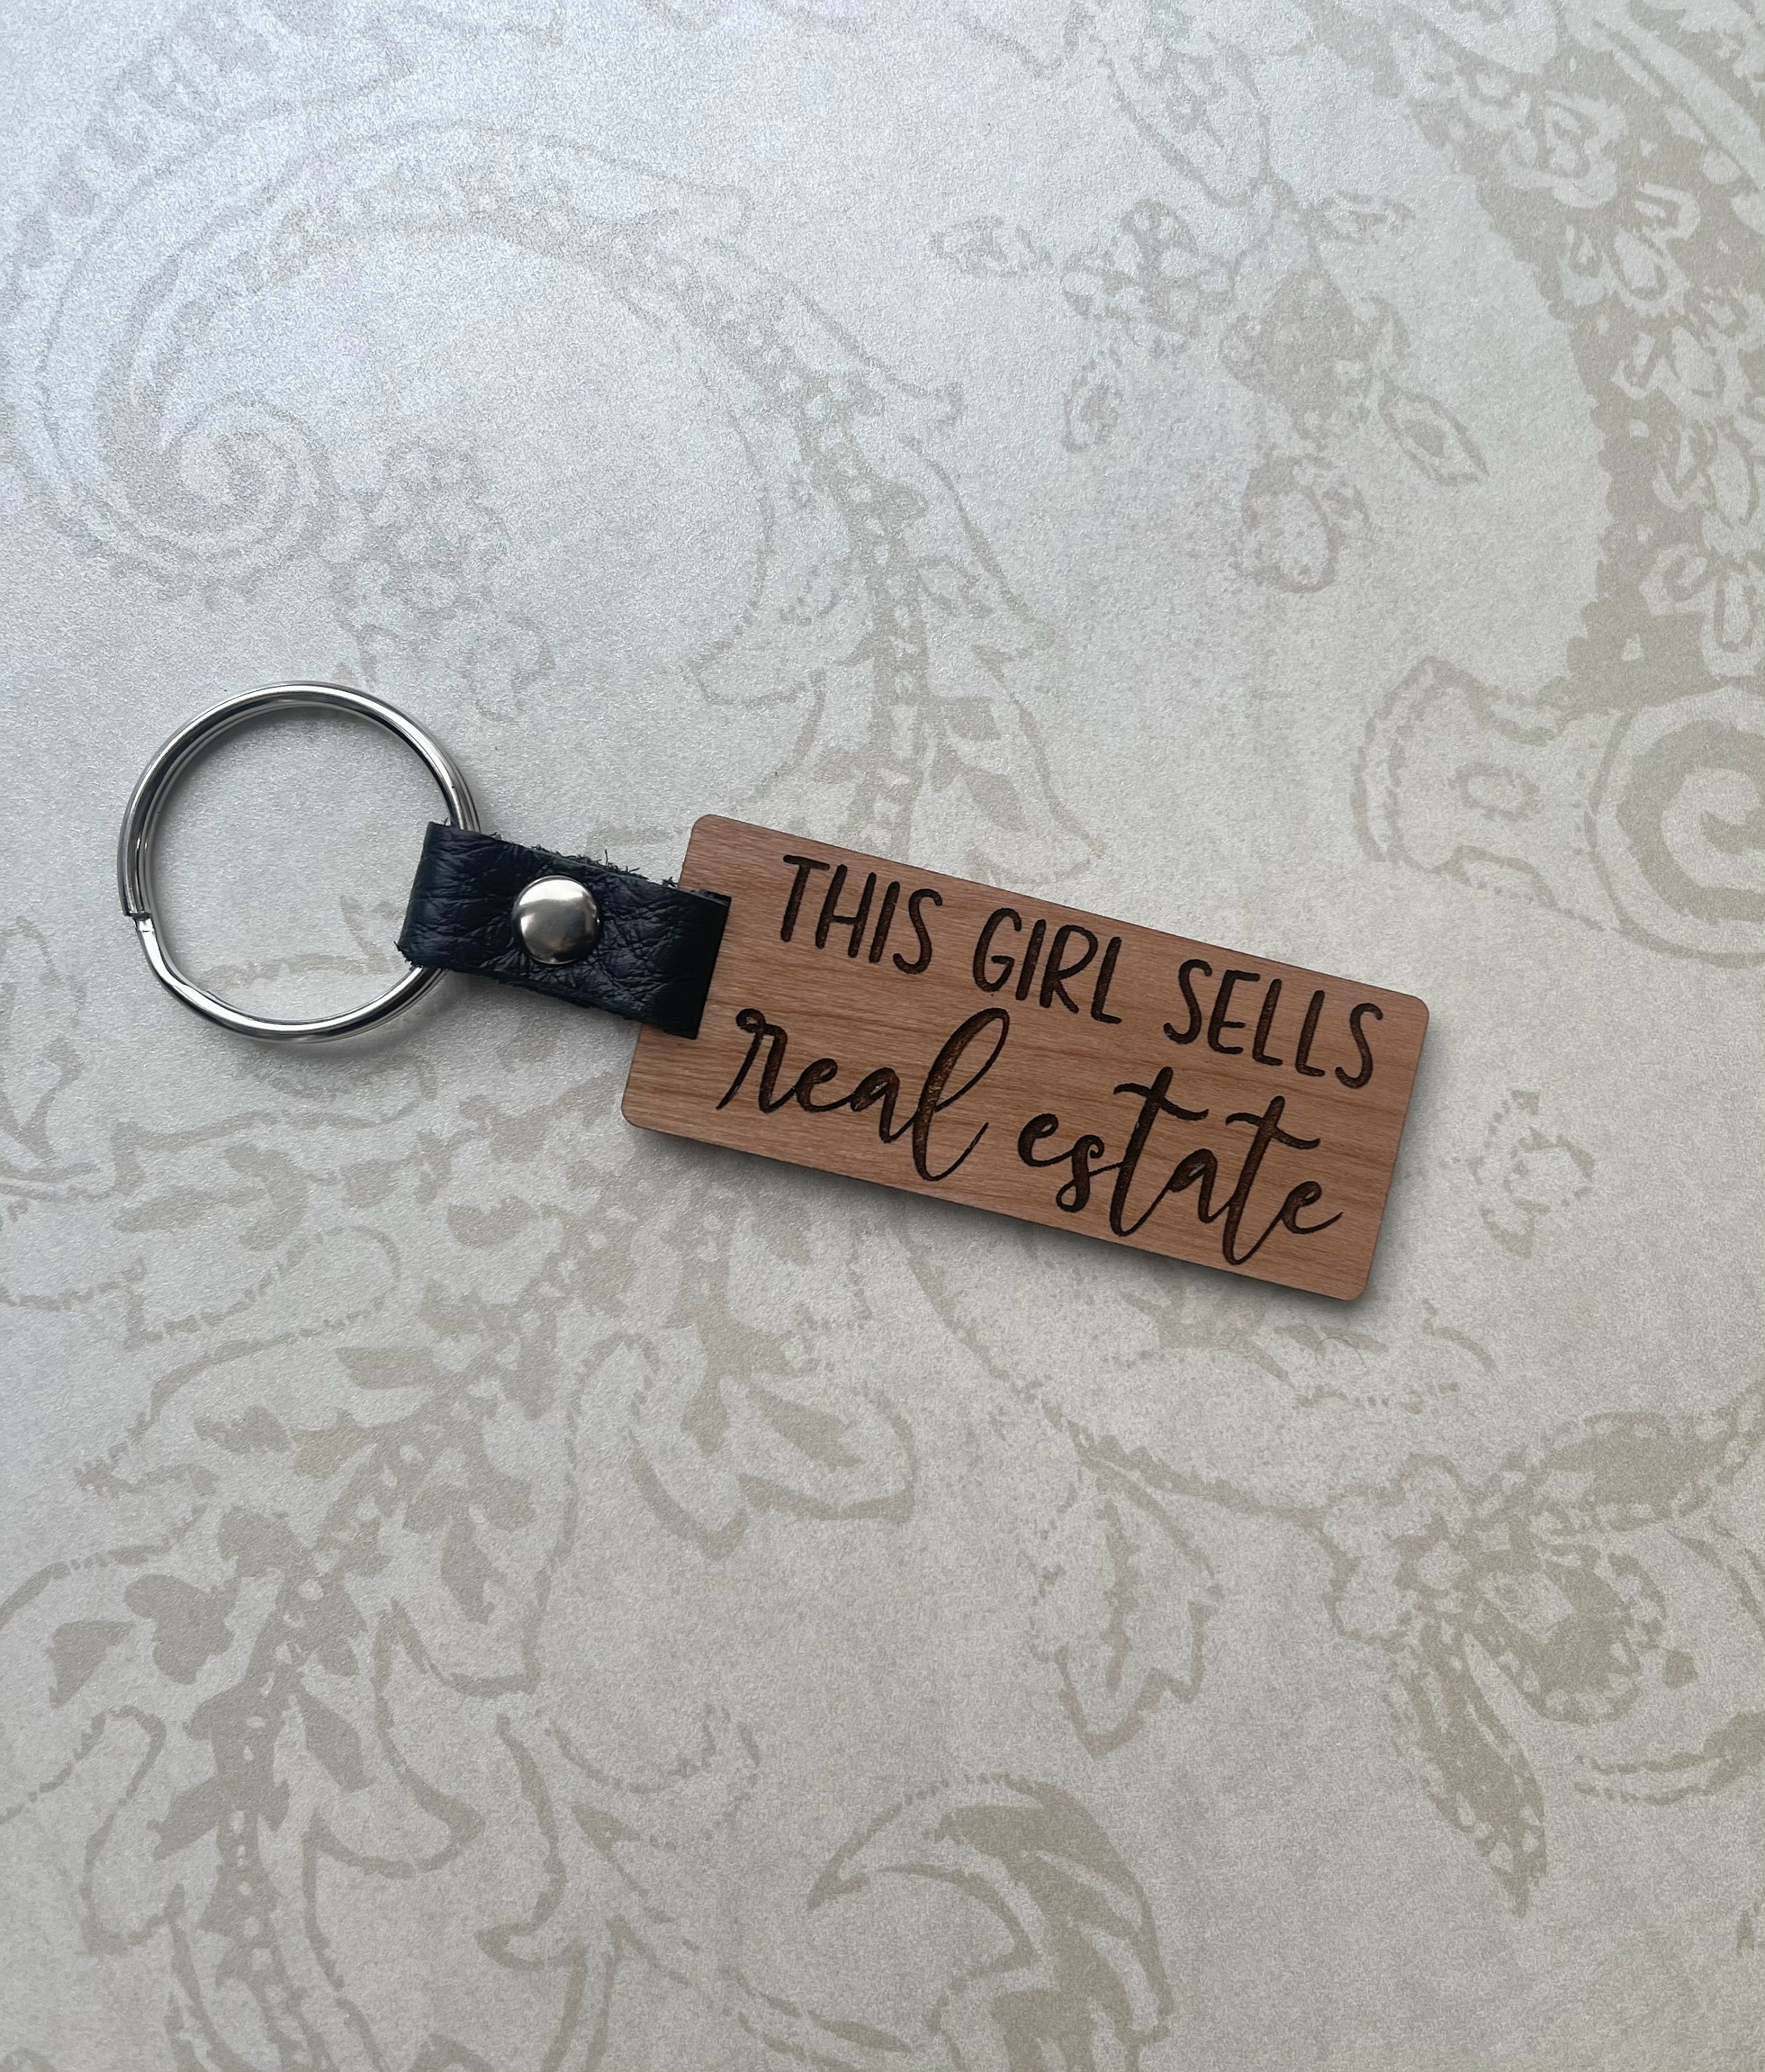 THIS GIRL SELLS
real estate